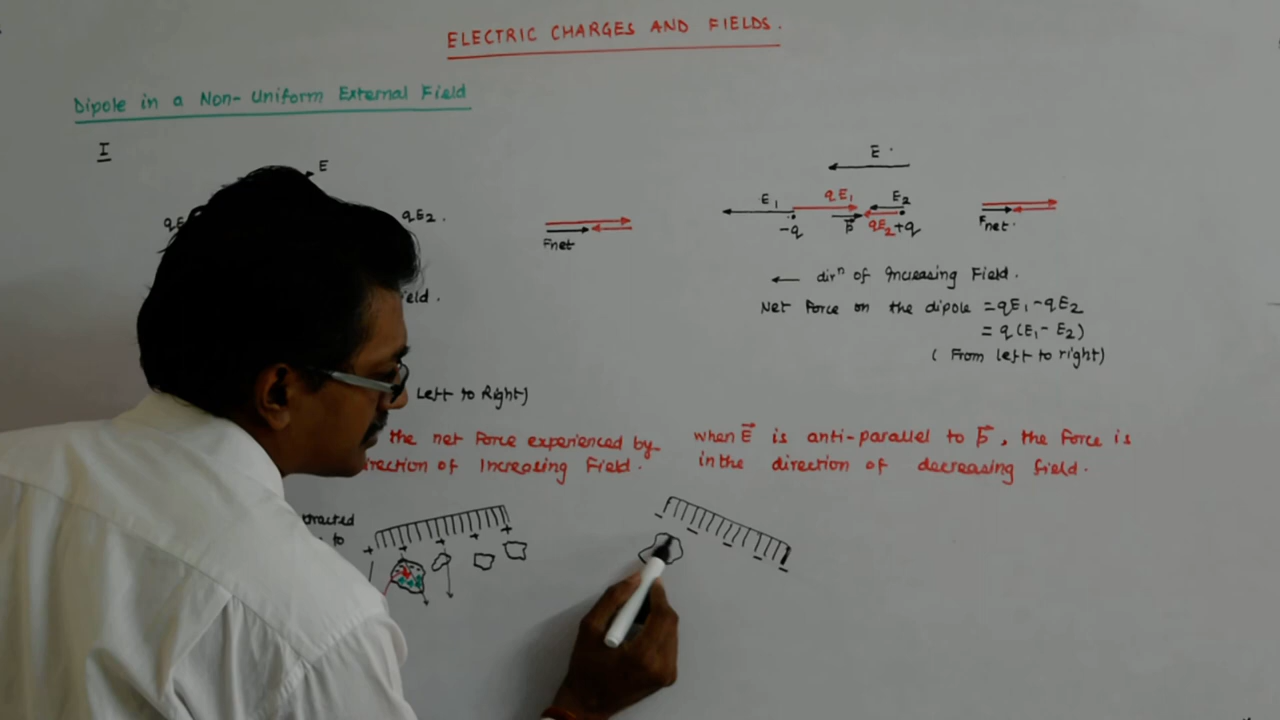 ELECTRIC CHARGES AND FIELDS.
Dipole in a Non-Uniform External Field
I
E
qE2.
Fnet
eld.
Left to Right)
the net force experienced by
irection of Increasing Field.
tracted
to
+ + + + +
E
E1 qE1 E2
-q p⃗ qE2 +q
Fnet.
← dirⁿ of Increasing Field.
Net Force on the dipole = qE1 - qE2
= q (E1 - E2)
( From left to right)
when E⃗ is anti-parallel to p⃗, the Force is
in the direction of decreasing field.
- - - - -